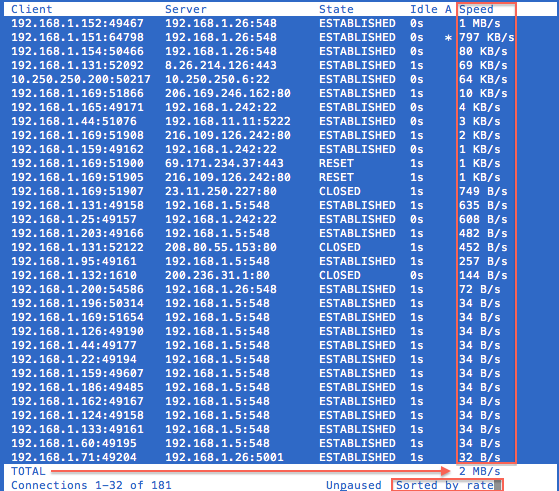 Client Server State Idle A Speed
192.168.1.152:49467 192.168.1.26:548 ESTABLISHED 0s 1 MB/s
192.168.1.151:64798 192.168.1.26:548 ESTABLISHED 0s * 797 KB/s
192.168.1.154:50466 192.168.1.26:548 ESTABLISHED 0s 80 KB/s
192.168.1.131:52092 8.26.214.126:443 ESTABLISHED 1s 69 KB/s
10.250.250.200:50217 10.250.250.6:22 ESTABLISHED 0s 64 KB/s
192.168.1.169:51866 206.169.246.162:80 ESTABLISHED 1s 10 KB/s
192.168.1.165:49171 192.168.1.242:22 ESTABLISHED 0s 4 KB/s
192.168.1.44:51076 192.168.11.11:5222 ESTABLISHED 0s 3 KB/s
192.168.1.169:51908 216.109.126.242:80 ESTABLISHED 1s 2 KB/s
192.168.1.159:49162 192.168.1.242:22 ESTABLISHED 0s 1 KB/s
192.168.1.169:51900 69.171.234.37:443 RESET 1s 1 KB/s
192.168.1.169:51905 216.109.126.242:80 RESET 1s 1 KB/s
192.168.1.169:51907 23.11.250.227:80 CLOSED 1s 749 B/s
192.168.1.131:49158 192.168.1.5:548 ESTABLISHED 1s 635 B/s
192.168.1.25:49157 192.168.1.242:22 ESTABLISHED 0s 608 B/s
192.168.1.203:49166 192.168.1.5:548 ESTABLISHED 1s 482 B/s
192.168.1.131:52122 208.80.55.153:80 CLOSED 1s 452 B/s
192.168.1.95:49161 192.168.1.5:548 ESTABLISHED 1s 257 B/s
192.168.1.132:1610 200.236.31.1:80 CLOSED 0s 144 B/s
192.168.1.200:54586 192.168.1.26:548 ESTABLISHED 1s 72 B/s
192.168.1.196:50314 192.168.1.5:548 ESTABLISHED 1s 34 B/s
192.168.1.169:51654 192.168.1.5:548 ESTABLISHED 1s 34 B/s
192.168.1.126:49190 192.168.1.5:548 ESTABLISHED 1s 34 B/s
192.168.1.44:49177 192.168.1.5:548 ESTABLISHED 1s 34 B/s
192.168.1.22:49194 192.168.1.5:548 ESTABLISHED 1s 34 B/s
192.168.1.159:49607 192.168.1.5:548 ESTABLISHED 1s 34 B/s
192.168.1.186:49485 192.168.1.5:548 ESTABLISHED 1s 34 B/s
192.168.1.162:49167 192.168.1.5:548 ESTABLISHED 1s 34 B/s
192.168.1.124:49158 192.168.1.5:548 ESTABLISHED 1s 34 B/s
192.168.1.133:49161 192.168.1.5:548 ESTABLISHED 1s 34 B/s
192.168.1.60:49195 192.168.1.5:548 ESTABLISHED 1s 34 B/s
192.168.1.71:49204 192.168.1.26:5001 ESTABLISHED 1s 32 B/s
TOTAL 2 MB/s
Connections 1-32 of 181 Unpaused Sorted by rate